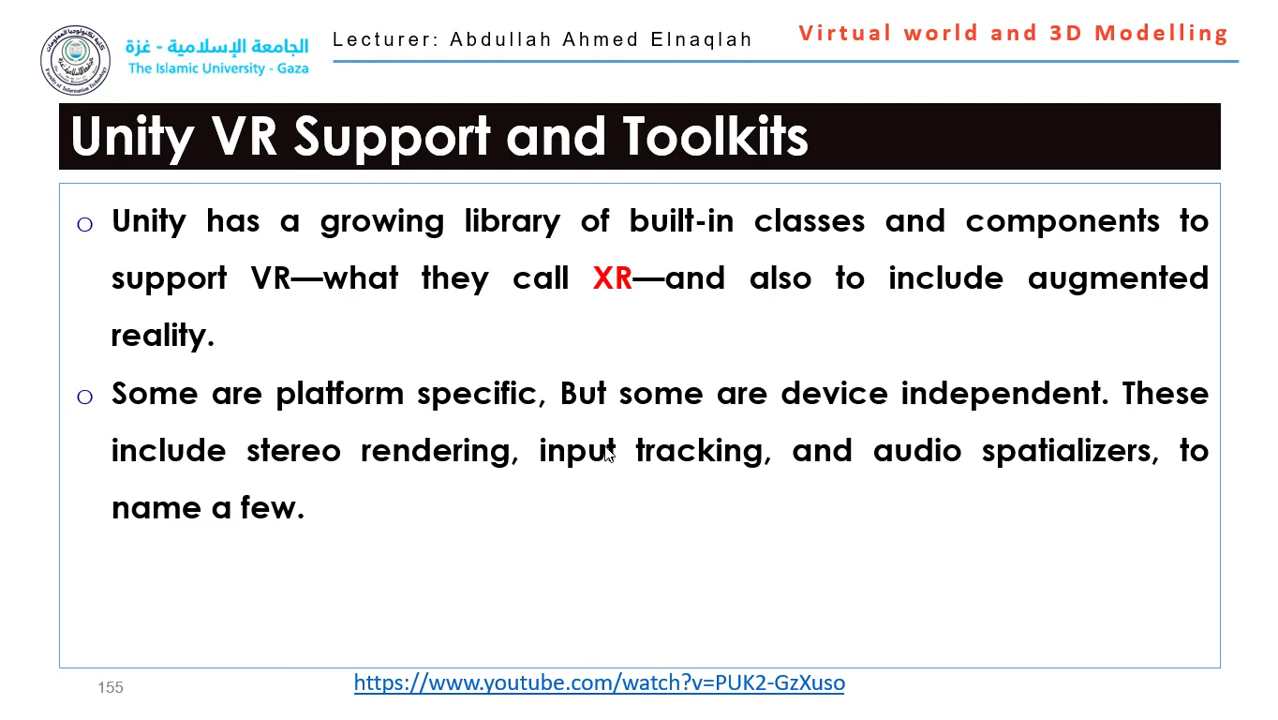 الجامعة الإسلامية - غزة
The Islamic University - Gaza
Lecturer: Abdullah Ahmed Elnaqlah
Virtual world and 3D Modelling
Unity VR Support and Toolkits
o Unity has a growing library of built-in classes and components to
support VR—what they call XR—and also to include augmented
reality.
o Some are platform specific, But some are device independent. These
include stereo rendering, input tracking, and audio spatializers, to
name a few.
155
https://www.youtube.com/watch?v=PUK2-GzXuso